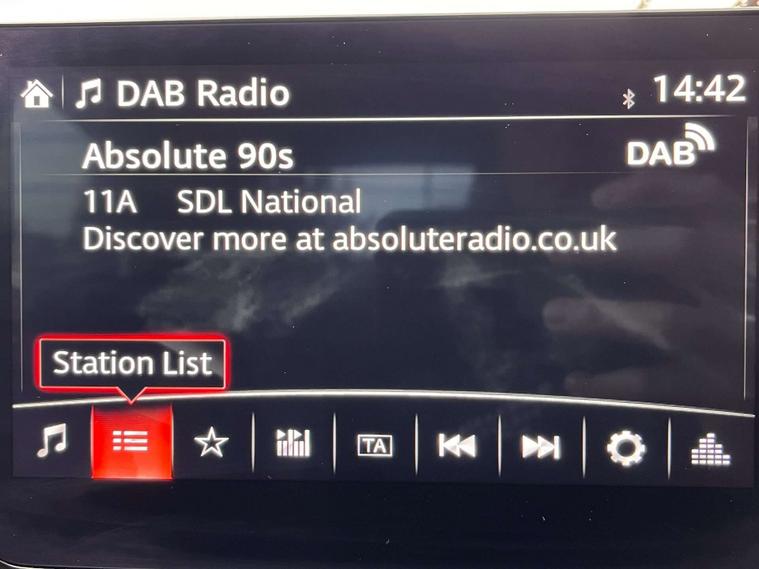 DAB Radio 14:42
Absolute 90s DAB
11A SDL National
Discover more at absoluteradio.co.uk
Station List
TA